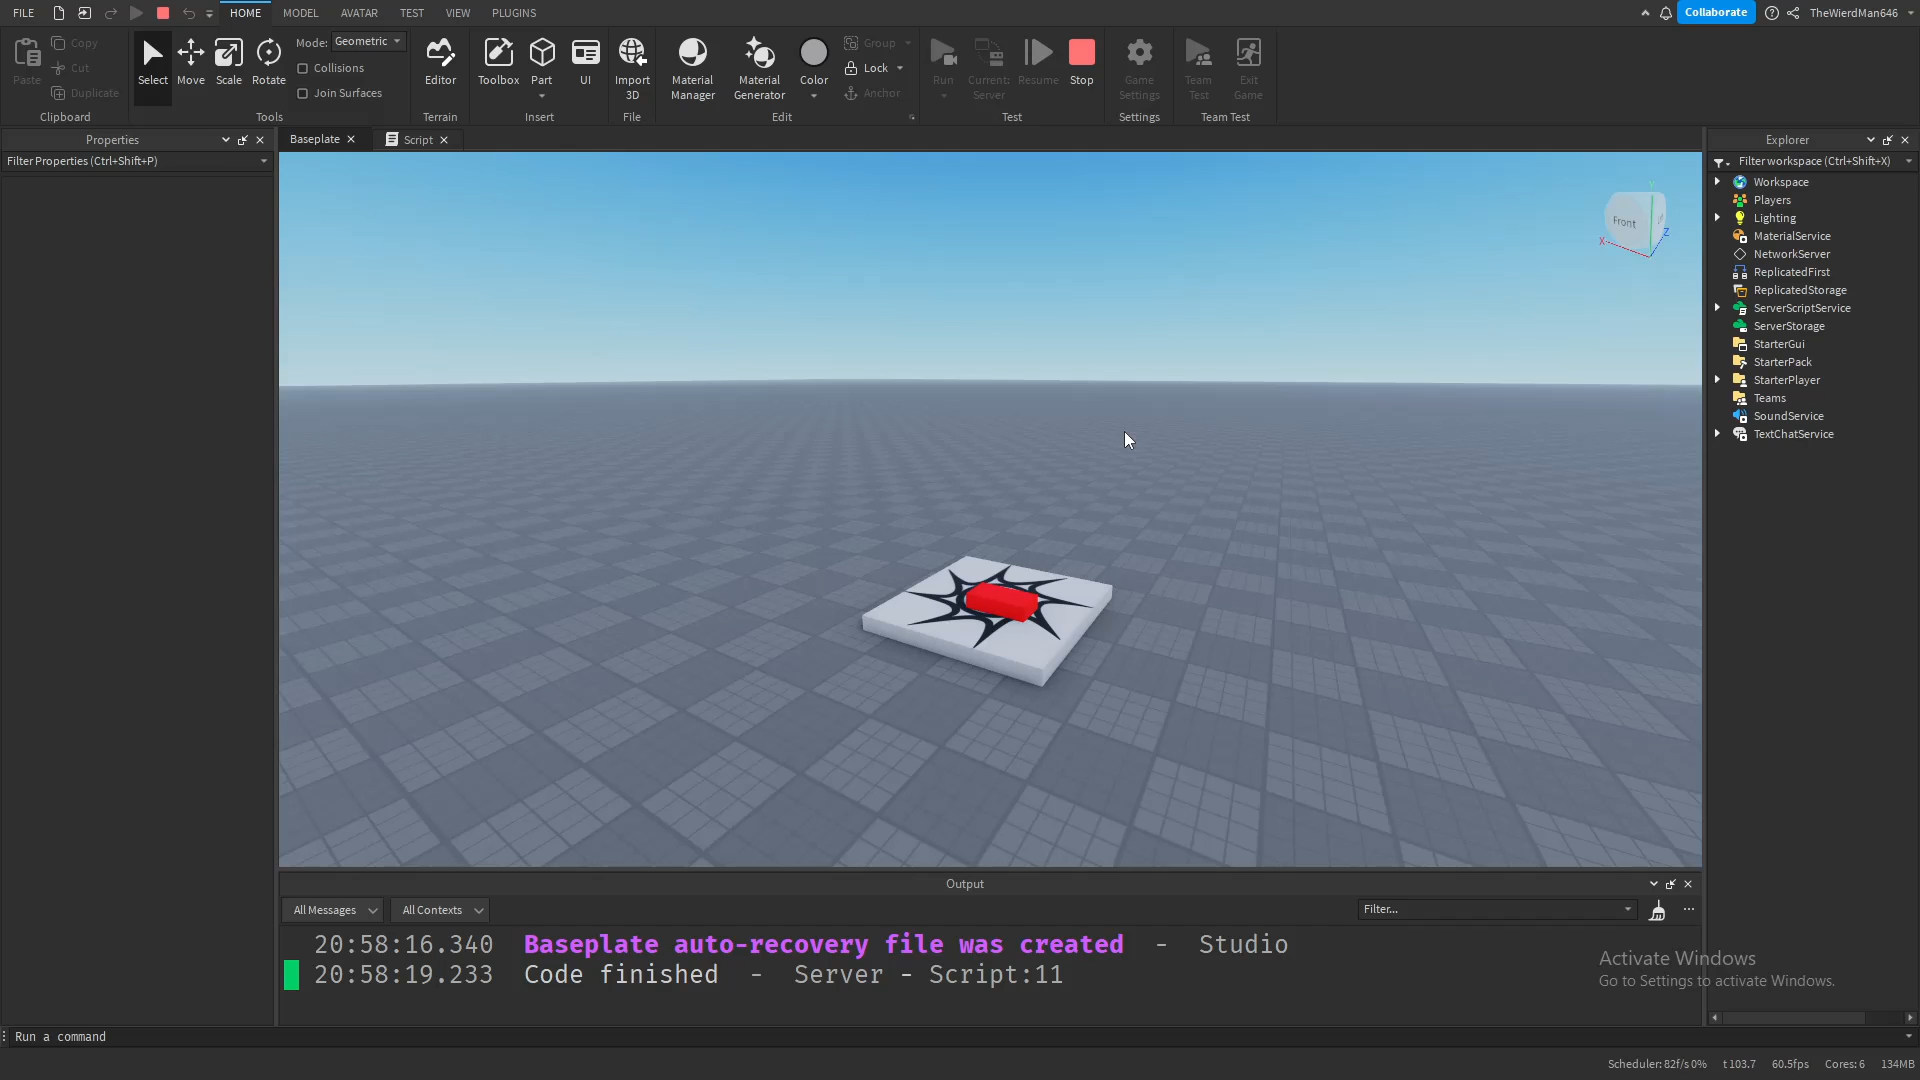 FILE
HOME
MODEL
AVATAR
TEST
VIEW
PLUGINS
Collaborate
TheWierdMan646
Paste
Copy
Cut
Duplicate
Clipboard
Select
Move
Scale
Rotate
Mode: Geometric
Collisions
Join Surfaces
Tools
Editor
Terrain
Toolbox
Part
UI
Insert
Import
3D
File
Material
Manager
Material
Generator
Color
Group
Lock
Anchor
Edit
Run
Current:
Server
Resume
Stop
Test
Game
Settings
Settings
Team
Test
Exit
Game
Team Test
Properties
Filter Properties (Ctrl+Shift+P)
Baseplate
Script
Front
X
Y
Z
Explorer
Filter workspace (Ctrl+Shift+X)
Workspace
Players
Lighting
MaterialService
NetworkServer
ReplicatedFirst
ReplicatedStorage
ServerScriptService
ServerStorage
StarterGui
StarterPack
StarterPlayer
Teams
SoundService
TextChatService
Output
All Messages
All Contexts
Filter...
20:58:16.340 Baseplate auto-recovery file was created - Studio
20:58:19.233 Code finished - Server - Script:11
Activate Windows
Go to Settings to activate Windows.
Run a command
Scheduler: 82f/s 0%
t 103.7
60.5fps
Cores: 6
134MB